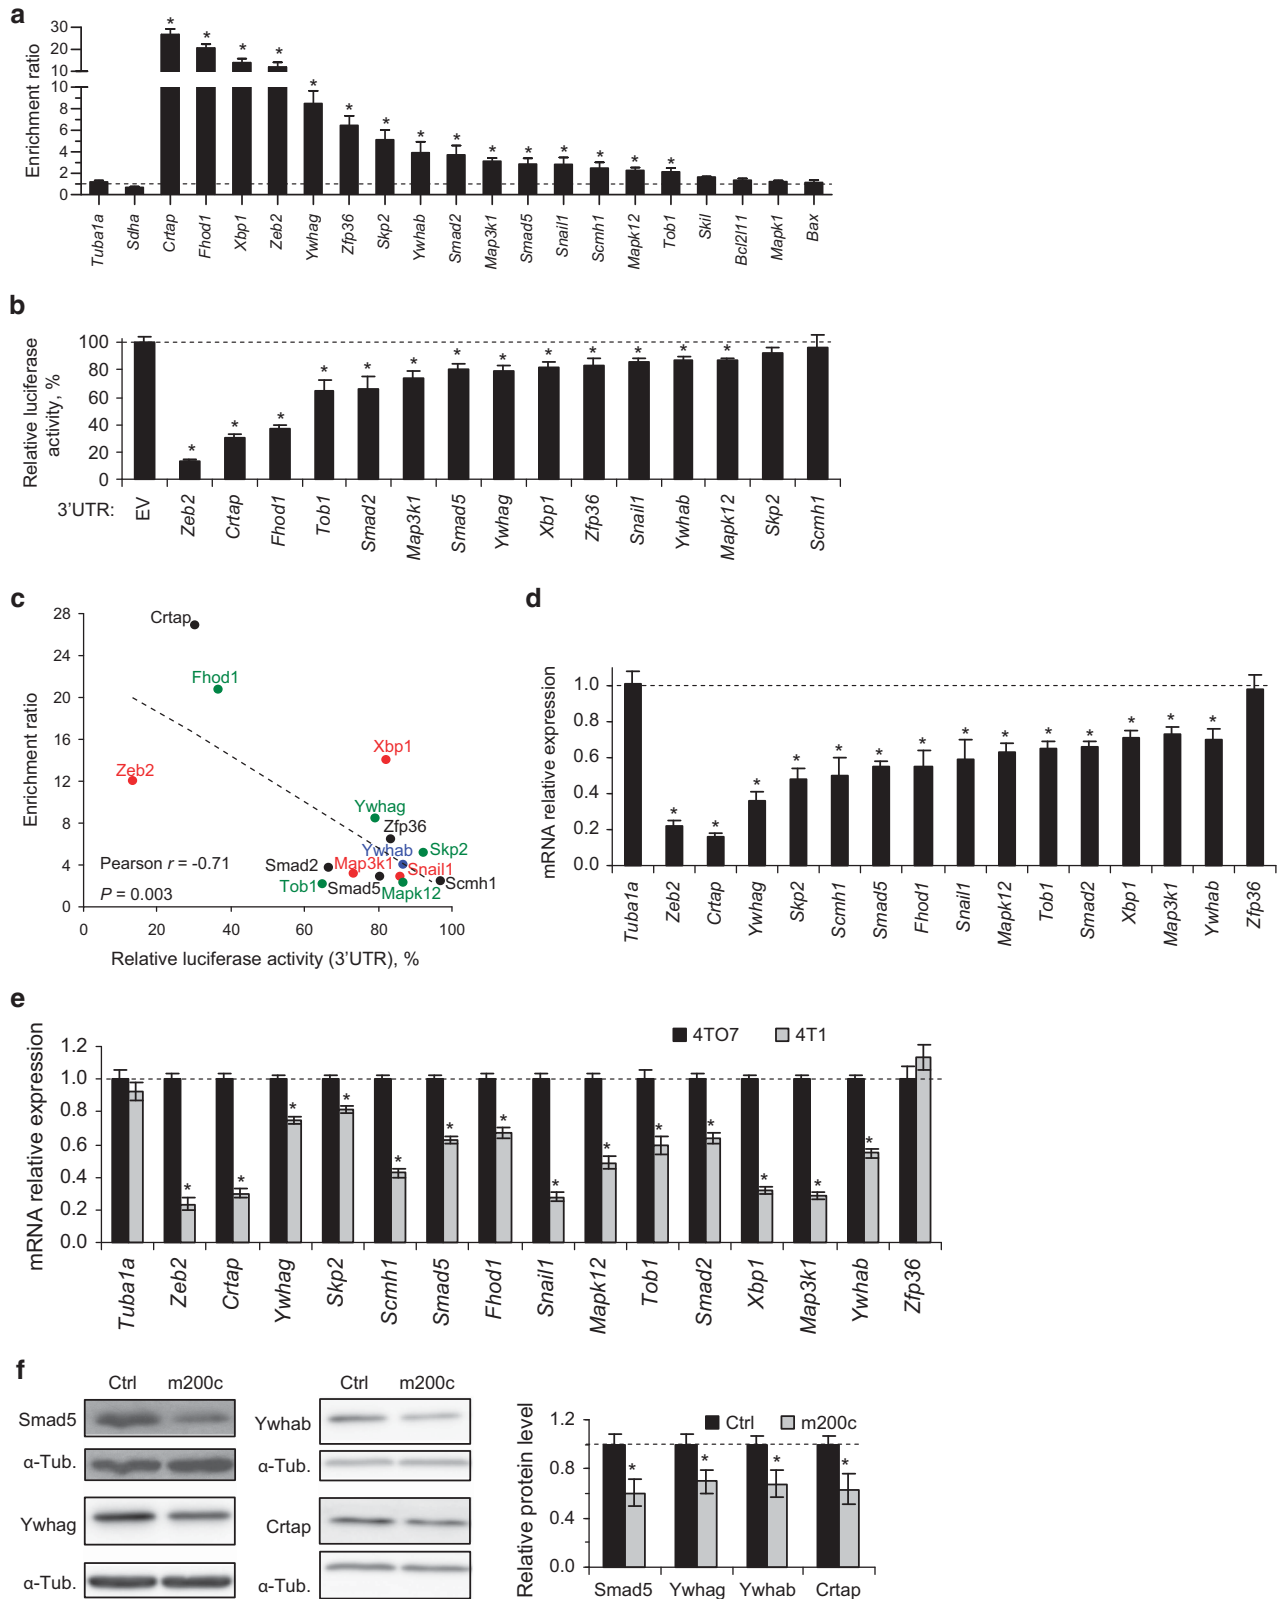 a
Enrichment ratio
30
20
10
10
8
6
4
2
0
* * * * * * * * * * * * * * *
Tuba1a Sdha Crtap Fhod1 Xbp1 Zeb2 Ywhag Zfp36 Skp2 Ywhab Smad2 Map3k1 Smad5 Snail1 Scmh1 Mapk12 Tob1 Skil Bcl2l11 Mapk1 Bax
b
Relative luciferase
activity, %
100
80
60
40
20
0
* * * * * * * * * * * * *
3'UTR: EV Zeb2 Crtap Fhod1 Tob1 Smad2 Map3k1 Smad5 Ywhag Xbp1 Zfp36 Snail1 Ywhab Mapk12 Skp2 Scmh1
c
Enrichment ratio
28
24
20
16
12
8
4
0
Crtap
Fhod1
Xbp1
Zeb2
Ywhag
Zfp36
Ywhab Skp2
Smad2 Map3k1 Snail1
Tob1 Smad5 Mapk12 Scmh1
Pearson r = -0.71
P = 0.003
0 20 40 60 80 100
Relative luciferase activity (3'UTR), %
d
mRNA relative expression
1.0
0.8
0.6
0.4
0.2
0.0
* * * * * * * * * * * * * *
Tuba1a Zeb2 Crtap Ywhag Skp2 Scmh1 Smad5 Fhod1 Snail1 Mapk12 Tob1 Smad2 Xbp1 Map3k1 Ywhab Zfp36
e
mRNA relative expression
4TO7 4T1
1.2
1.0
0.8
0.6
0.4
0.2
0.0
* * * * * * * * * * * * * *
Tuba1a Zeb2 Crtap Ywhag Skp2 Scmh1 Smad5 Fhod1 Snail1 Mapk12 Tob1 Smad2 Xbp1 Map3k1 Ywhab Zfp36
f
Ctrl m200c
Smad5
α-Tub.
Ywhag
α-Tub.
Ctrl m200c
Ywhab
α-Tub.
Crtap
α-Tub.
Relative protein level
Ctrl m200c
1.2
0.8
0.4
0.0
* * * *
Smad5 Ywhag Ywhab Crtap